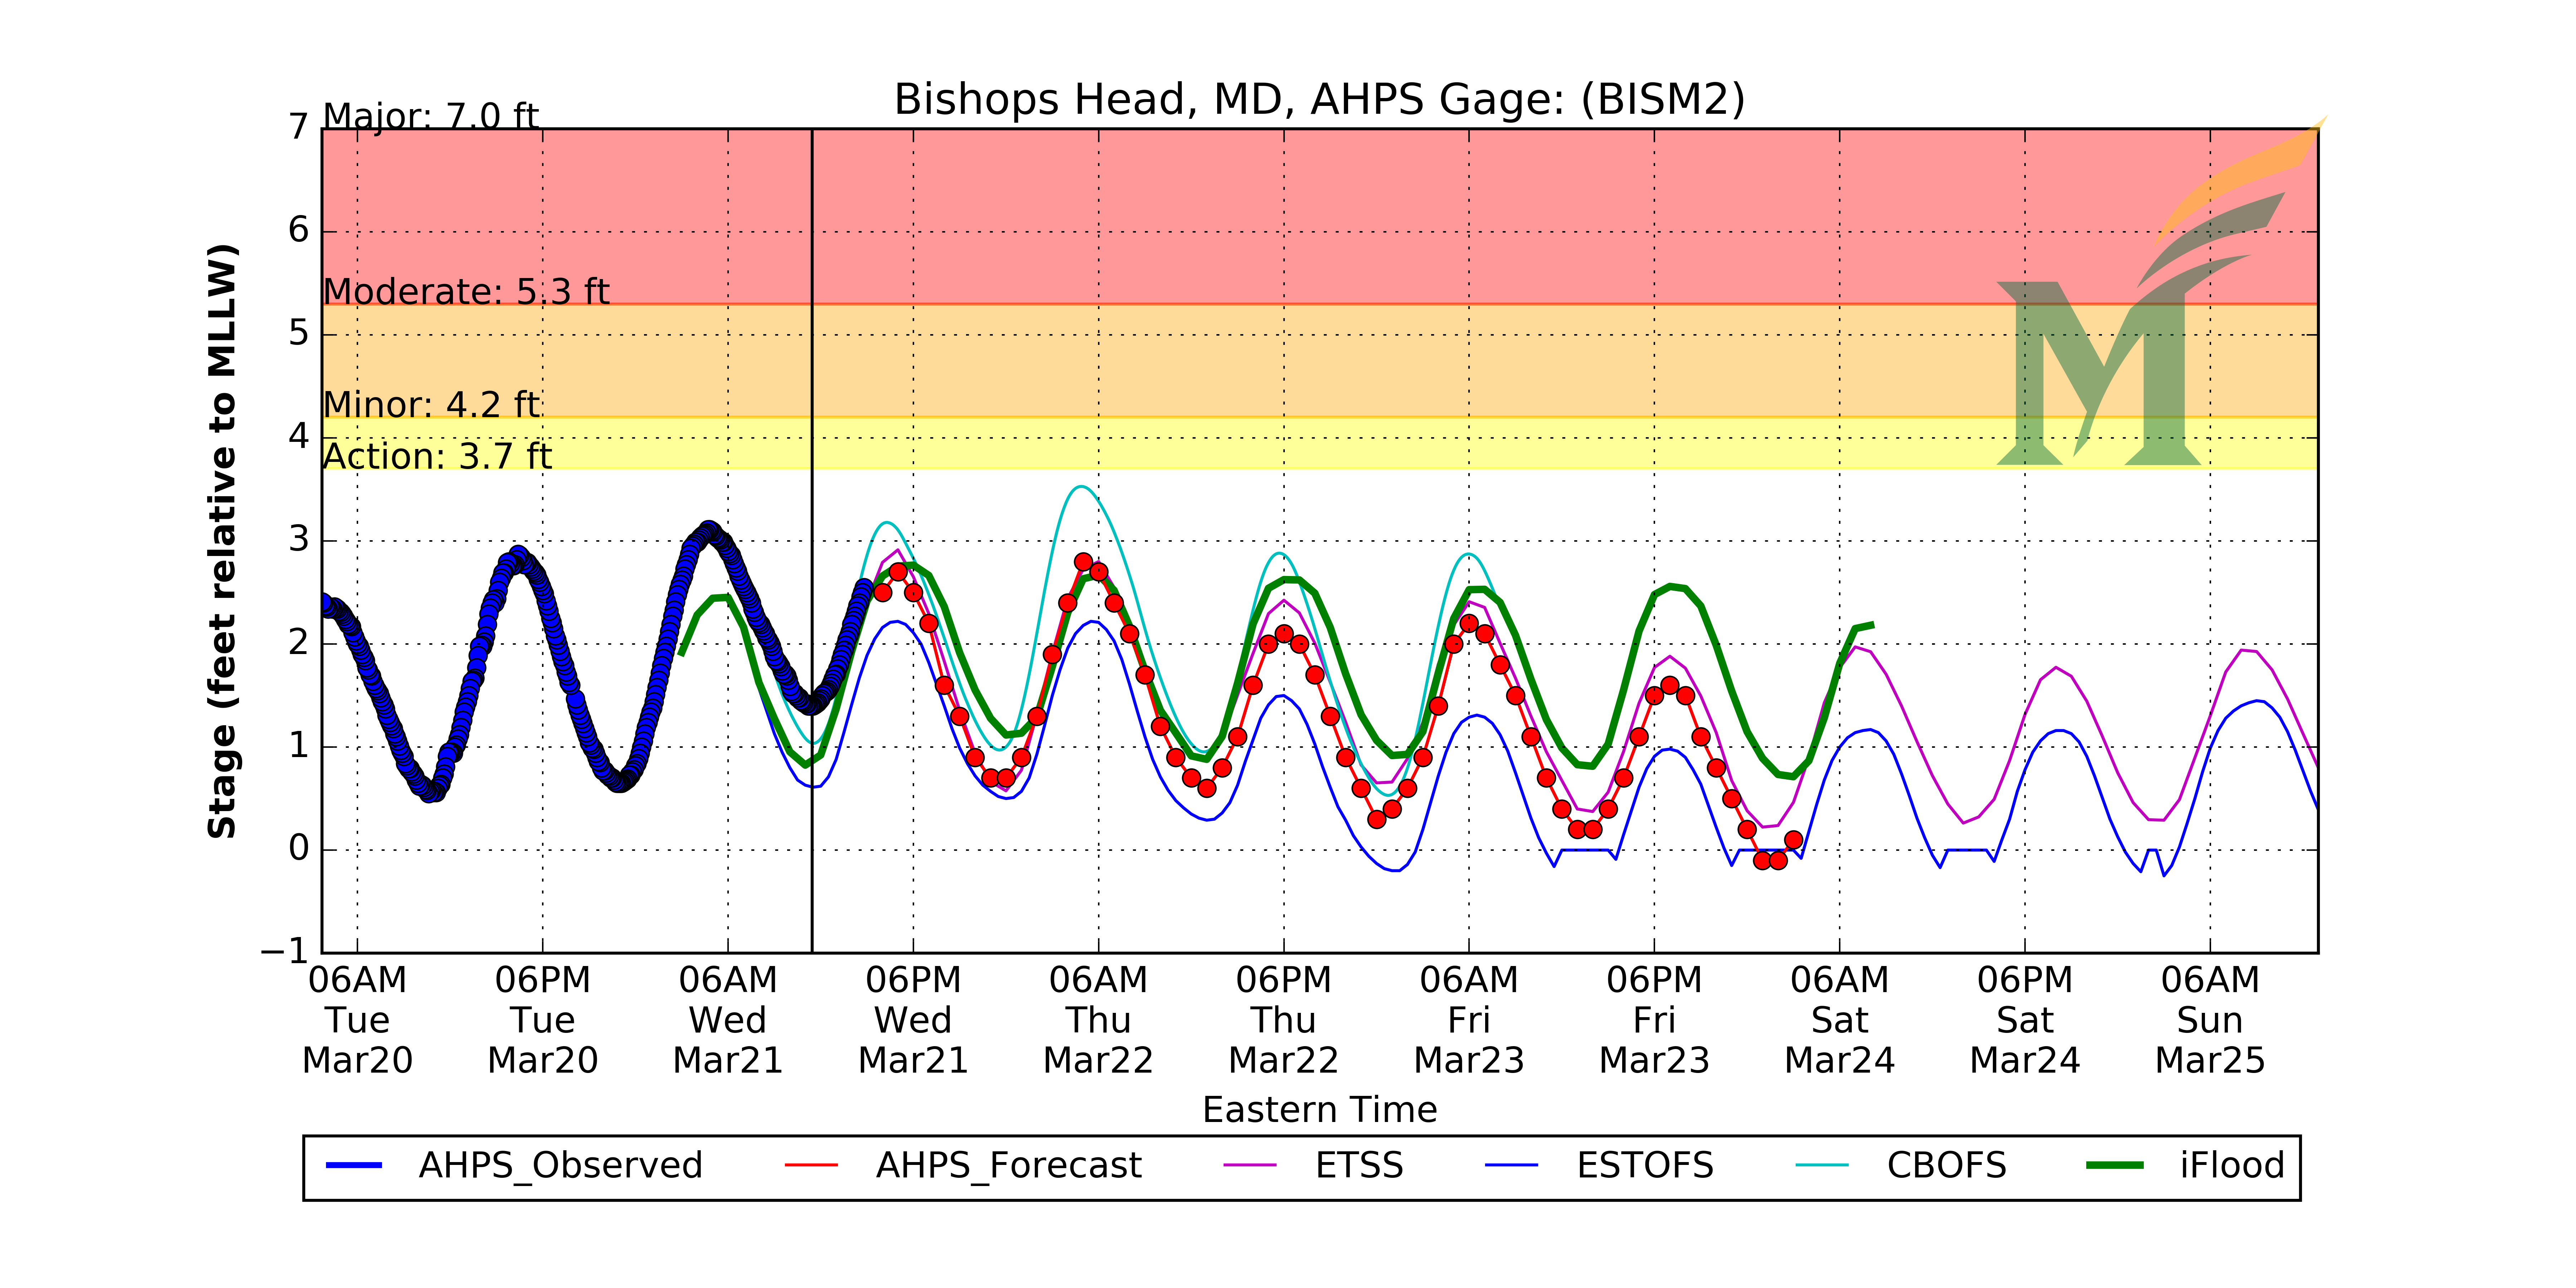 Bishops Head, MD, AHPS Gage: (BISM2)
Major: 7.0 ft
Moderate: 5.3 ft
Minor: 4.2 ft
Action: 3.7 ft
7
6
5
4
3
2
1
0
−1
Stage (feet relative to MLLW)
06AM 06PM 06AM 06PM 06AM 06PM 06AM 06PM 06AM 06PM 06AM
Tue Tue Wed Wed Thu Thu Fri Fri Sat Sat Sun
Mar20 Mar20 Mar21 Mar21 Mar22 Mar22 Mar23 Mar23 Mar24 Mar24 Mar25
Eastern Time
AHPS_Observed AHPS_Forecast ETSS ESTOFS CBOFS iFlood